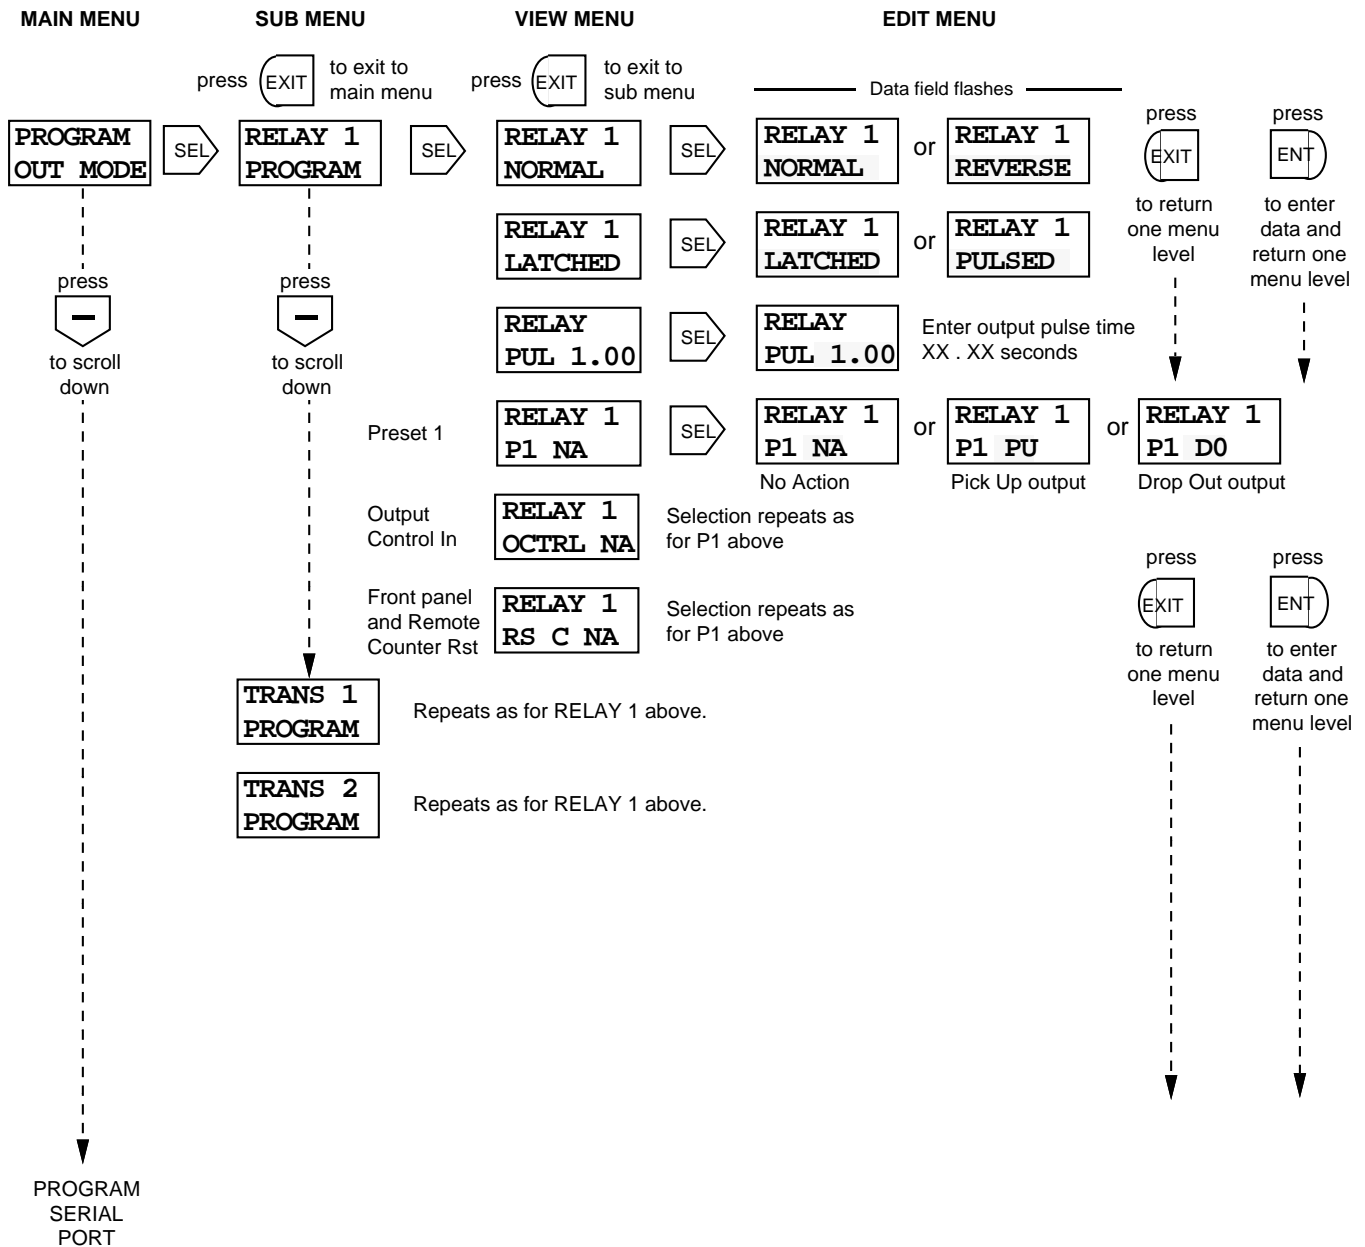 MAIN MENU
SUB MENU
VIEW MENU
EDIT MENU
press
EXIT
to exit to
main menu
press
EXIT
to exit to
sub menu
Data field flashes
PROGRAM
OUT MODE
SEL
RELAY 1
PROGRAM
SEL
RELAY 1
NORMAL
SEL
RELAY 1
NORMAL
or
RELAY 1
REVERSE
press
EXIT
to return
one menu
level
press
ENT
to enter
data and
return one
menu level
RELAY 1
LATCHED
SEL
RELAY 1
LATCHED
or
RELAY 1
PULSED
press
to scroll
down
press
to scroll
down
RELAY
PUL 1.00
SEL
RELAY
PUL 1.00
Enter output pulse time
XX . XX seconds
Preset 1
RELAY 1
P1 NA
SEL
RELAY 1
P1 NA
or
RELAY 1
P1 PU
or
RELAY 1
P1 D0
No Action
Pick Up output
Drop Out output
Output
Control In
RELAY 1
OCTRL NA
Selection repeats as
for P1 above
Front panel
and Remote
Counter Rst
RELAY 1
RS C NA
Selection repeats as
for P1 above
press
EXIT
to return
one menu
level
press
ENT
to enter
data and
return one
menu level
TRANS 1
PROGRAM
Repeats as for RELAY 1 above.
TRANS 2
PROGRAM
Repeats as for RELAY 1 above.
PROGRAM
SERIAL
PORT